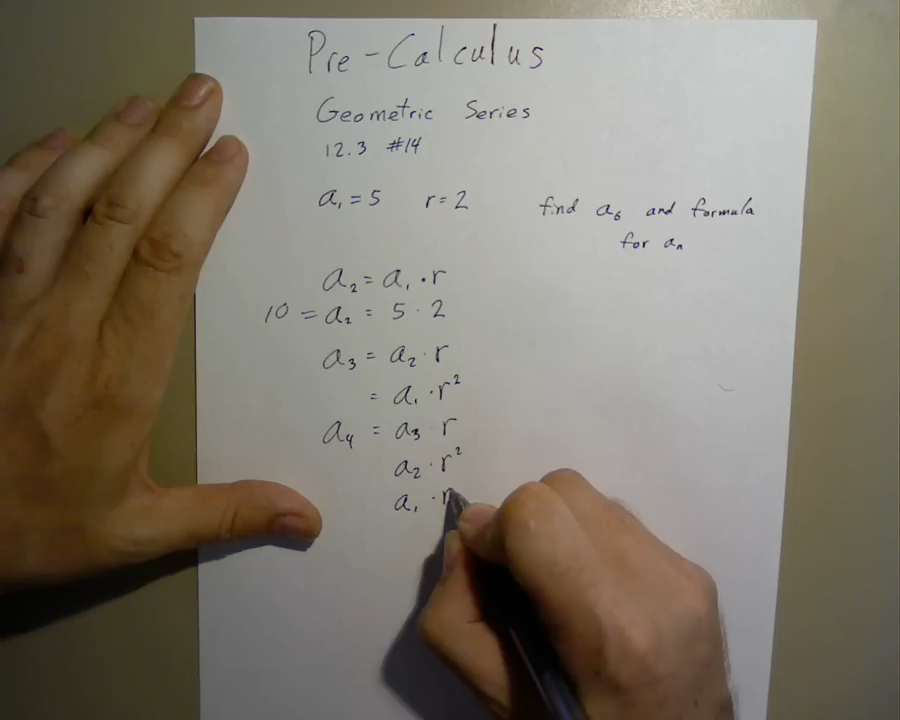 Pre-Calculus
Geometric Series
12.3 #14
a₁ = 5 r = 2 find a₆ and formula
for aₙ
a₂ = a₁ · r
10 = a₂ = 5 · 2
a₃ = a₂ · r
= a₁ · r²
a₄ = a₃ r
a₂ · r²
a₁ · r